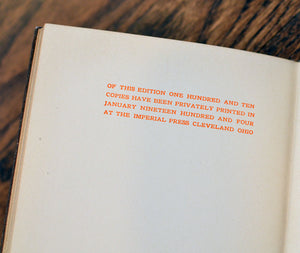 OF THIS EDITION ONE HUNDRED AND TEN
COPIES HAVE BEEN PRIVATELY PRINTED IN
JANUARY NINETEEN HUNDRED AND FOUR
AT THE IMPERIAL PRESS CLEVELAND OHIO